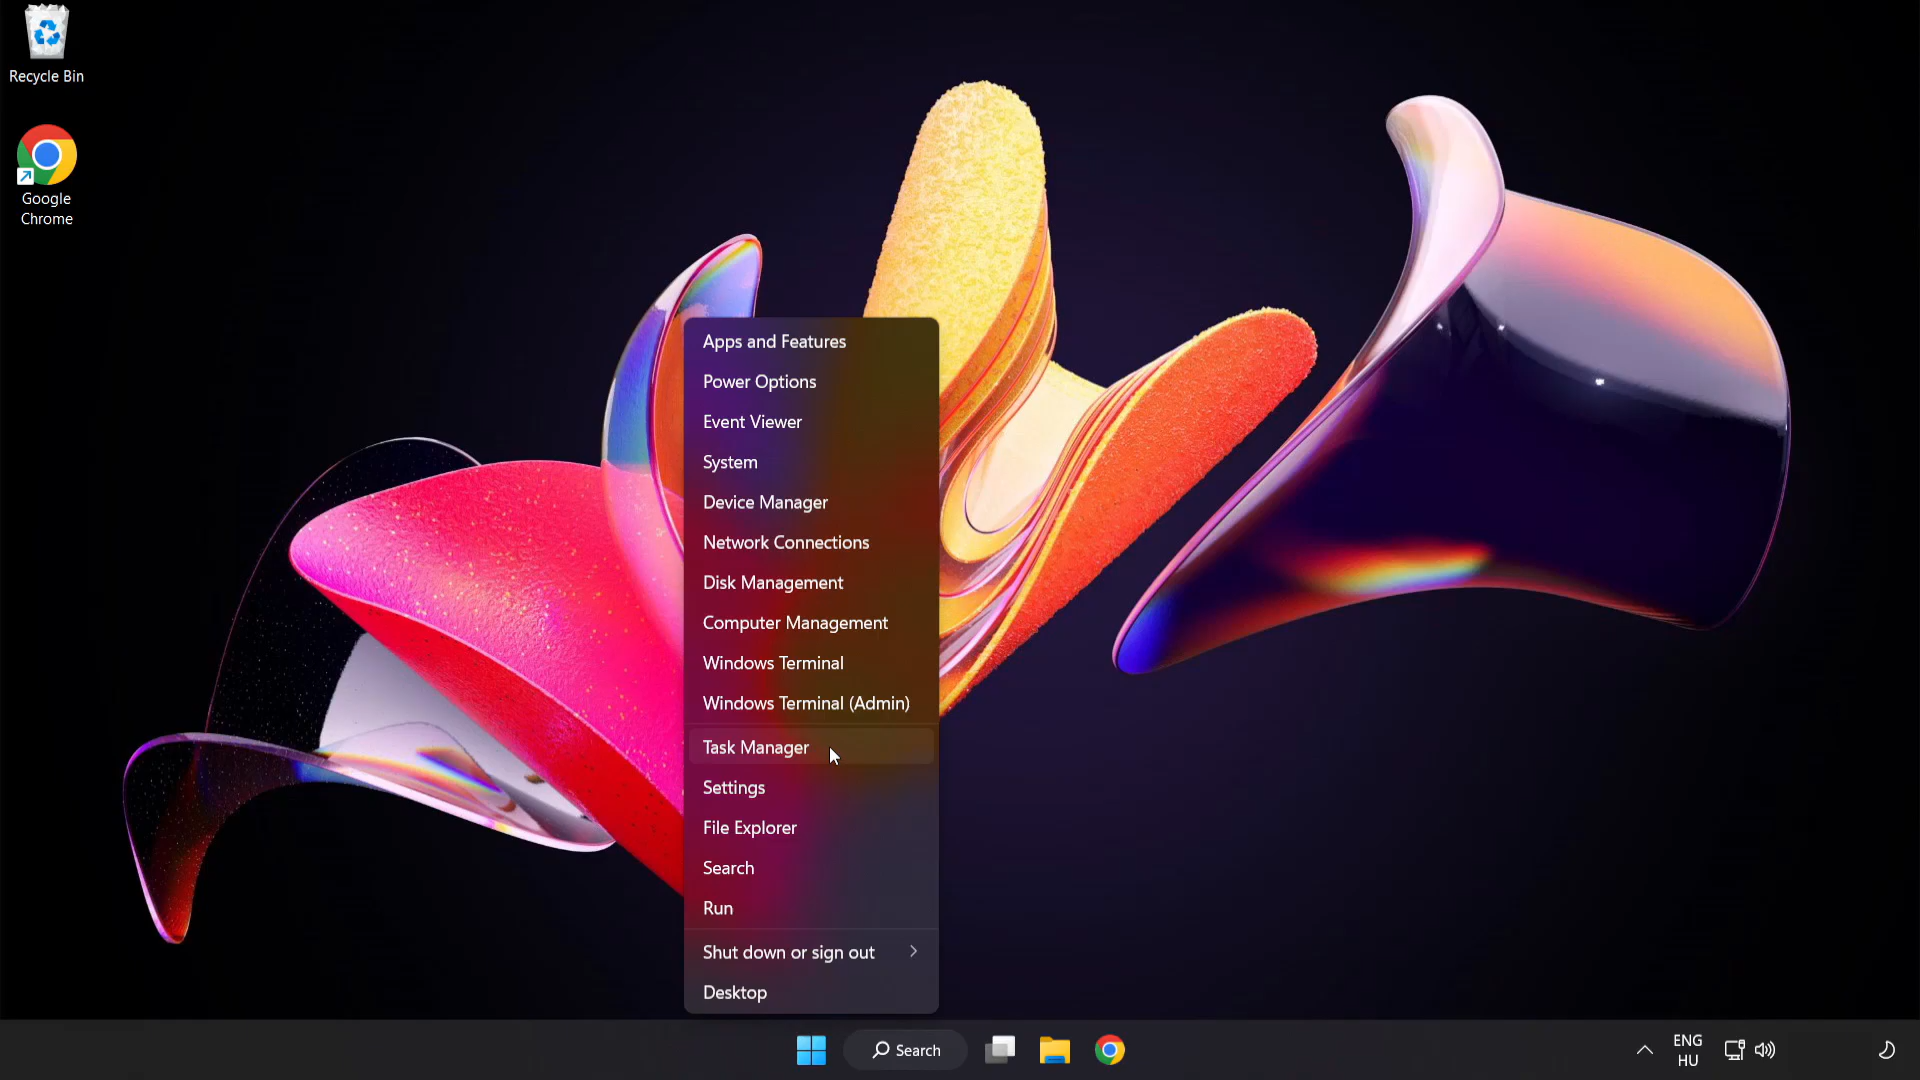 Recycle Bin
Google
Chrome
Apps and Features
Power Options
Event Viewer
System
Device Manager
Network Connections
Disk Management
Computer Management
Windows Terminal
Windows Terminal (Admin)
Task Manager
Settings
File Explorer
Search
Run
Shut down or sign out
Desktop
Search
ENG
HU